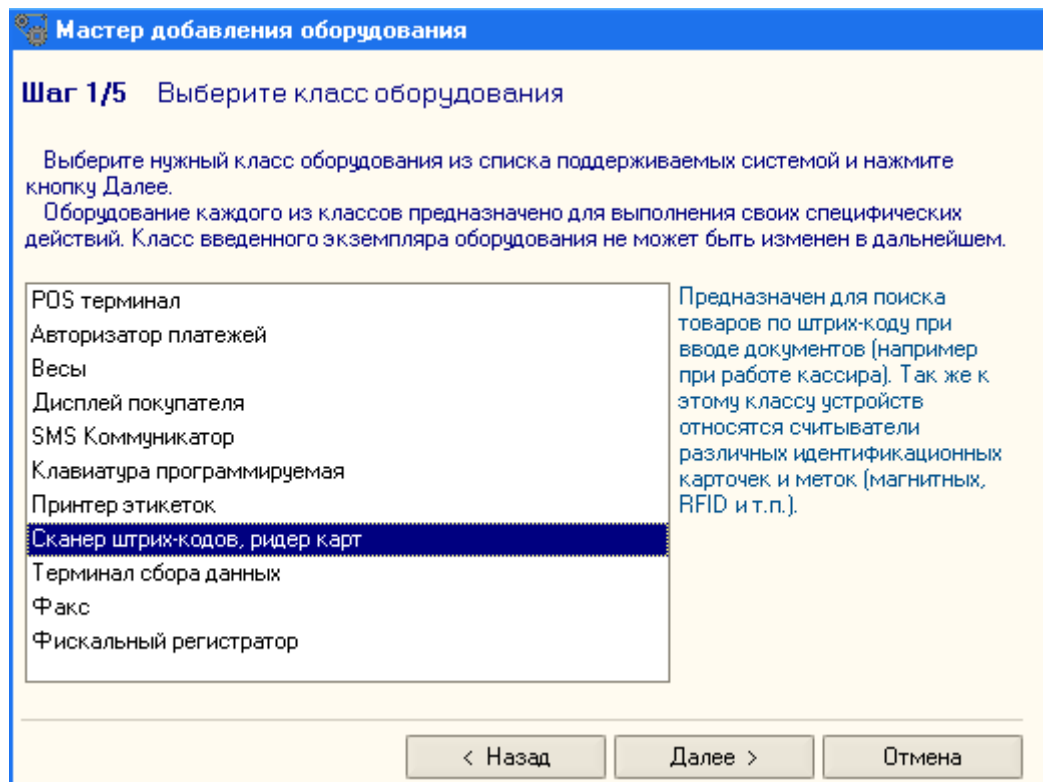 Мастер добавления оборудования
Шаг 1/5 Выберите класс оборудования
Выберите нужный класс оборудования из списка поддерживаемых системой и нажмите
кнопку Далее.
Оборудование каждого из классов предназначено для выполнения своих специфических
действий. Класс введенного экземпляра оборудования не может быть изменен в дальнейшем.
POS терминал
Авторизатор платежей
Весы
Дисплей покупателя
SMS Коммуникатор
Клавиатура программируемая
Принтер этикеток
Сканер штрих-кодов, ридер карт
Терминал сбора данных
Факс
Фискальный регистратор
Предназначен для поиска
товаров по штрих-коду при
вводе документов (например
при работе кассира). Так же к
этому классу устройств
относятся считыватели
различных идентификационных
карточек и меток (магнитных,
RFID и т.п.).
< Назад
Далее >
Отмена